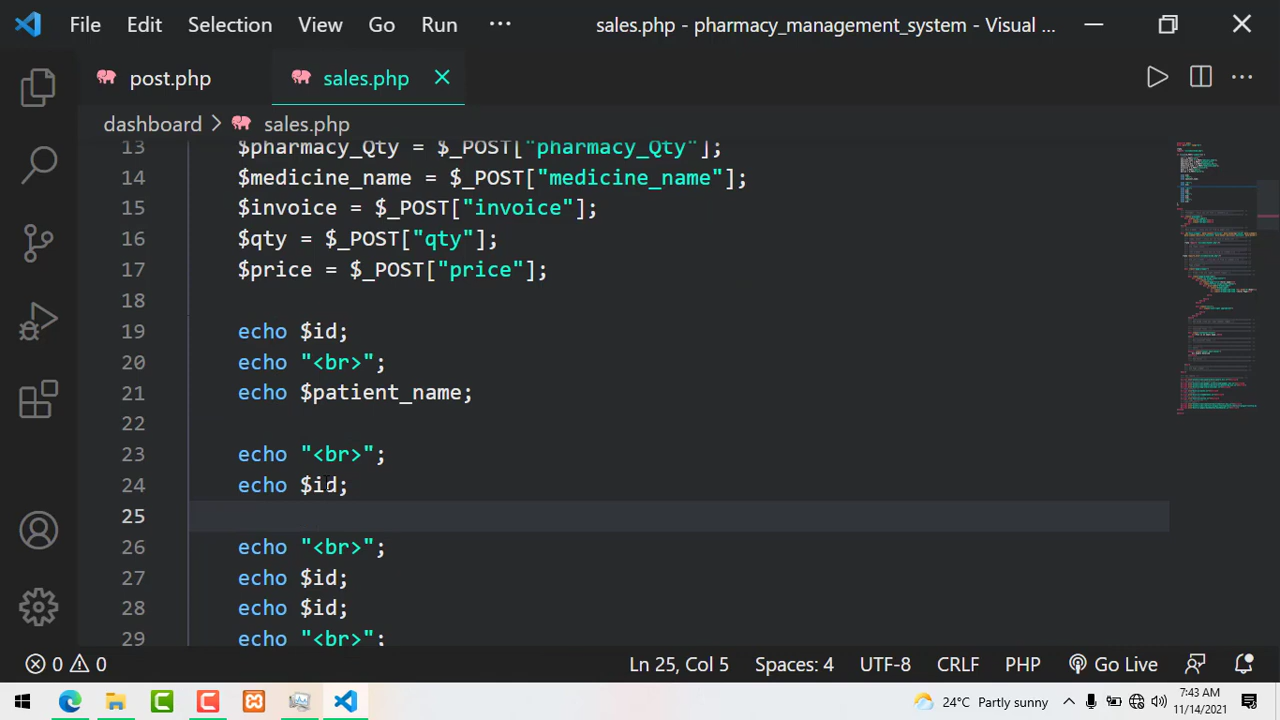 File Edit Selection View Go Run ··· sales.php - pharmacy_management_system - Visual ...
post.php sales.php
dashboard > sales.php
13 $pharmacy_Qty = $_POST["pharmacy_Qty"];
14 $medicine_name = $_POST["medicine_name"];
15 $invoice = $_POST["invoice"];
16 $qty = $_POST["qty"];
17 $price = $_POST["price"];
18
19 echo $id;
20 echo "<br>";
21 echo $patient_name;
22
23 echo "<br>";
24 echo $id;
25
26 echo "<br>";
27 echo $id;
28 echo $id;
29 echo "<br>";
0 0 Ln 25, Col 5 Spaces: 4 UTF-8 CRLF PHP Go Live
24°C Partly sunny 7:43 AM
11/14/2021